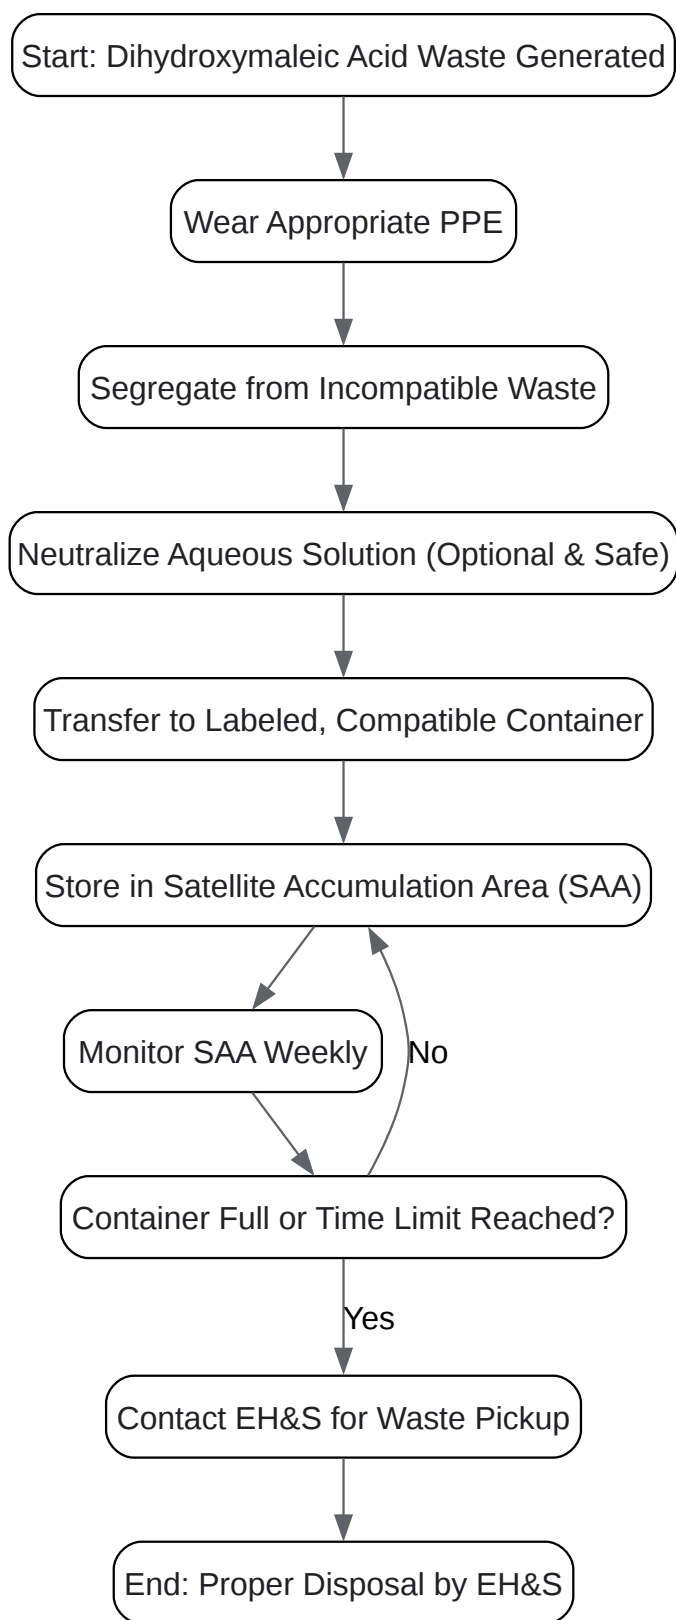 Start: Dihydroxymaleic Acid Waste Generated
Wear Appropriate PPE
Segregate from Incompatible Waste
Neutralize Aqueous Solution (Optional & Safe)
Transfer to Labeled, Compatible Container
Store in Satellite Accumulation Area (SAA)
Monitor SAA Weekly
No
Container Full or Time Limit Reached?
Yes
Contact EH&S for Waste Pickup
End: Proper Disposal by EH&S